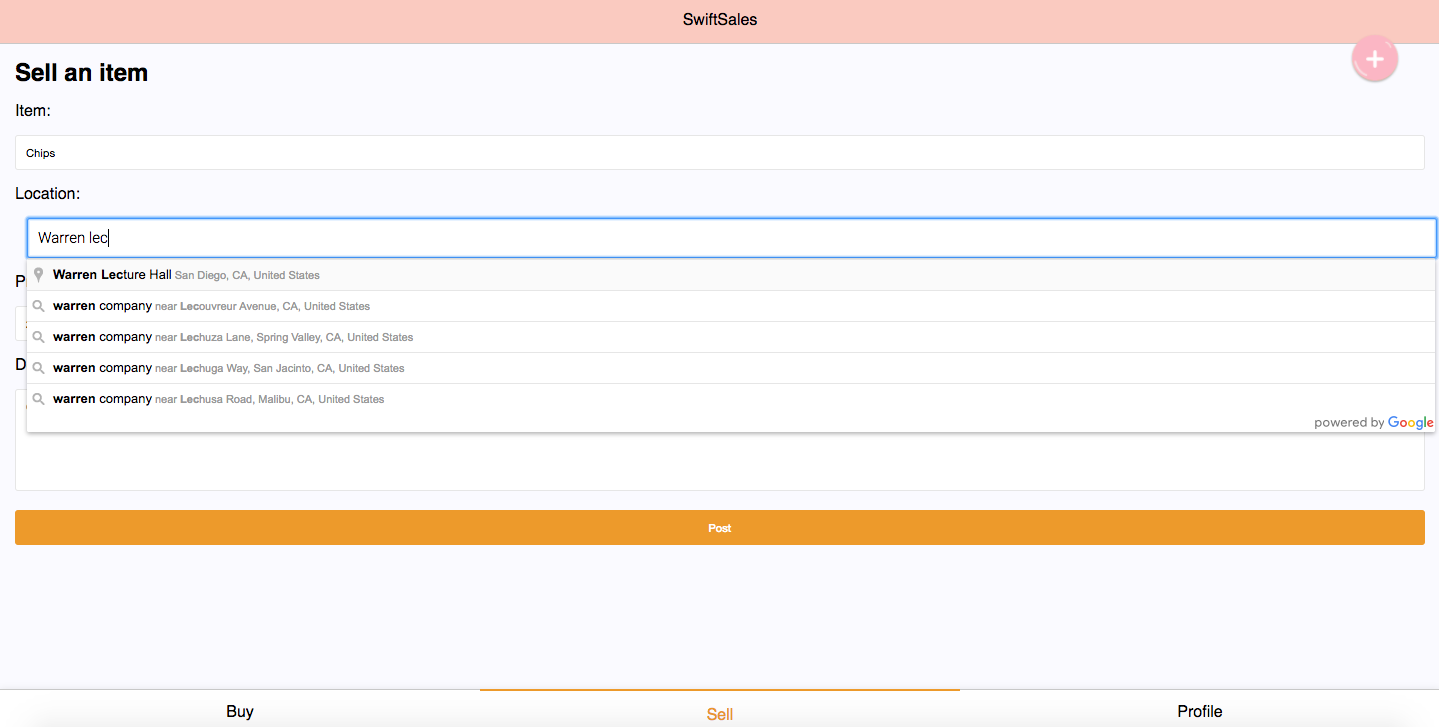 SwiftSales
Sell an item
Item:
Chips
Location:
Warren lec
Warren Lecture Hall San Diego, CA, United States
warren company near Lecouvreur Avenue, CA, United States
warren company near Lechuza Lane, Spring Valley, CA, United States
warren company near Lechuga Way, San Jacinto, CA, United States
warren company near Lechusa Road, Malibu, CA, United States
powered by Google
Post
Buy
Sell
Profile